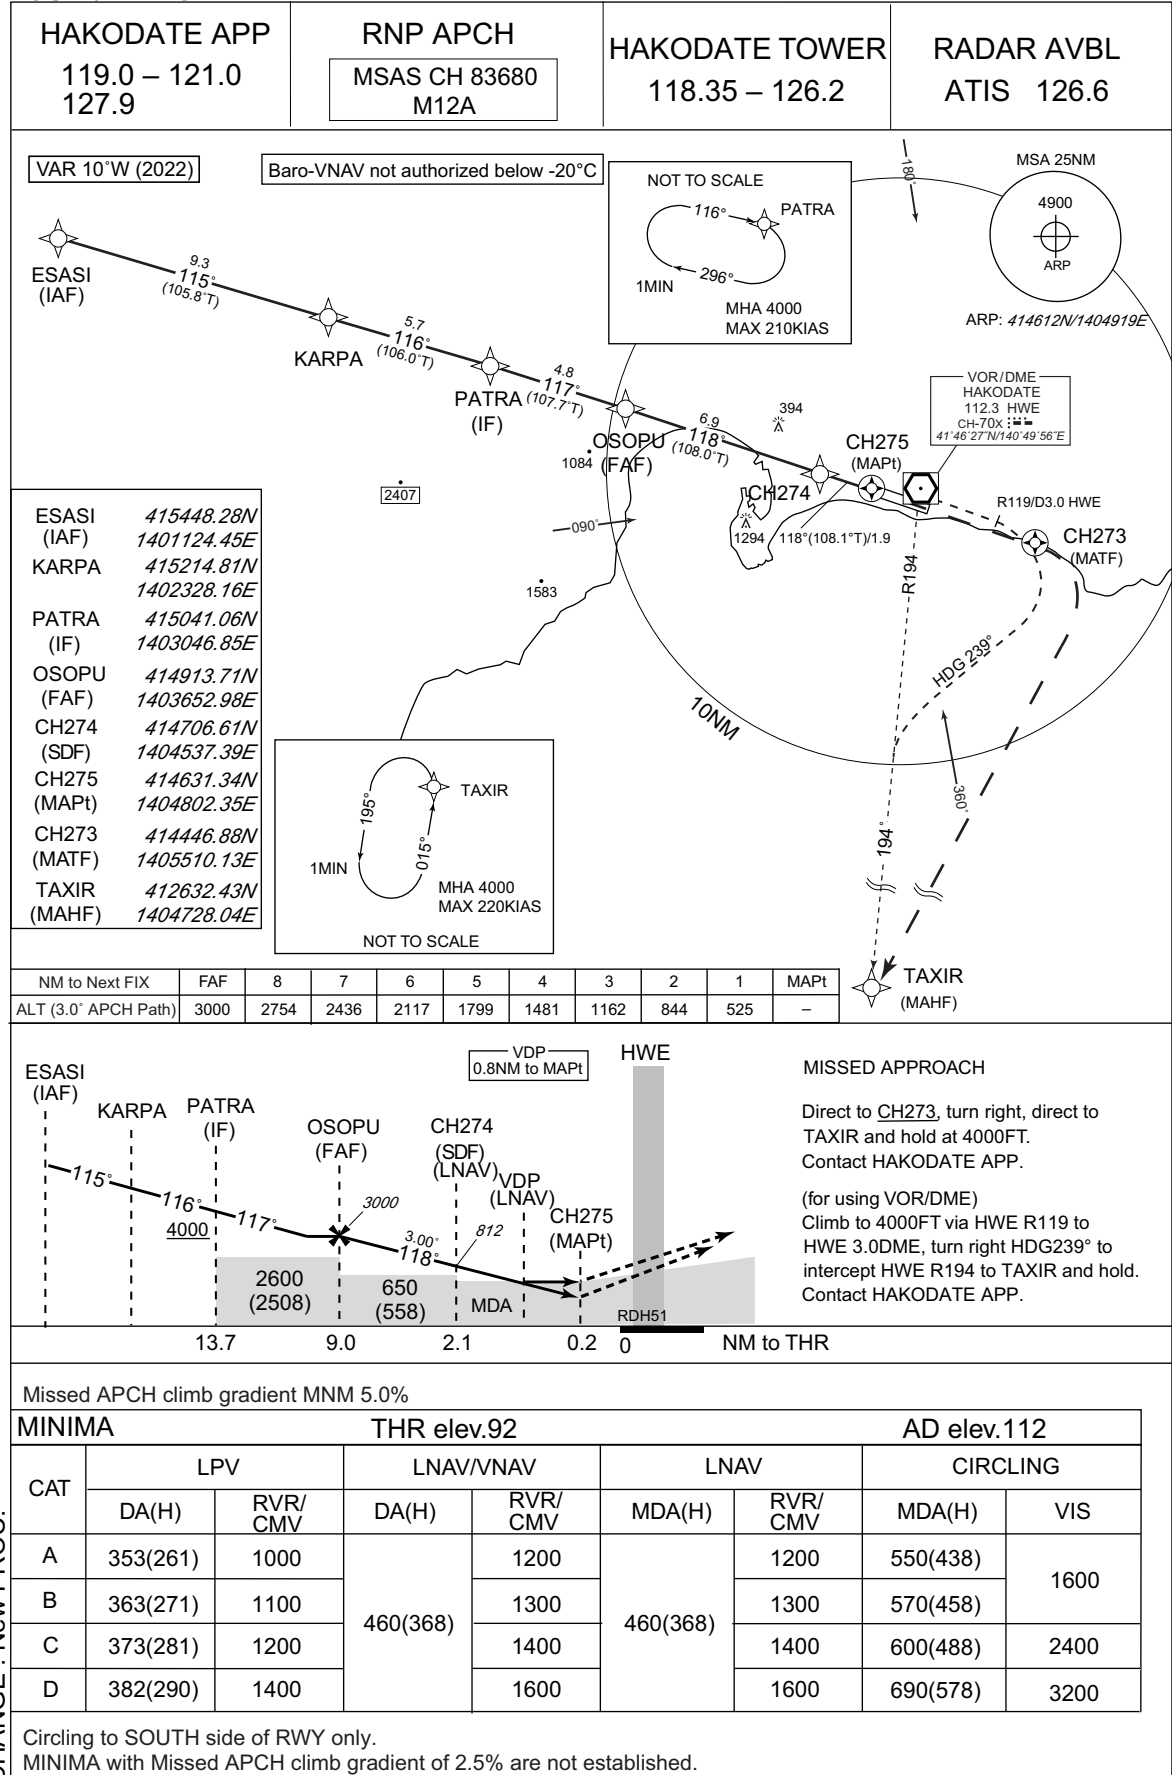 HAKODATE APP
119.0 – 121.0
127.9
RNP APCH
MSAS CH 83680
M12A
HAKODATE TOWER
118.35 – 126.2
RADAR AVBL
ATIS 126.6
VAR 10˚W (2022)
Baro-VNAV not authorized below -20°C
NOT TO SCALE
116°
PATRA
296°
1MIN
MHA 4000
MAX 210KIAS
180°
MSA 25NM
4900
ARP
ARP: 414612N/1404919E
ESASI
(IAF)
9.3
115°
(105.8˚T)
KARPA
5.7
116°
(106.0˚T)
PATRA
(IF)
4.8
117°
(107.7˚T)
OSOPU
(FAF)
6.9
118°
(108.0˚T)
394
1084
2407
090°
1583
1294
CH274
CH275
(MAPt)
118°(108.1°T)/1.9
VOR/DME
HAKODATE
112.3 HWE
CH-70X
41˚46´27˝N/140˚49´56˝E
R119/D3.0 HWE
CH273
(MATF)
R194
HDG 239°
10NM
360°
194°
TAXIR
(MAHF)
ESASI 415448.28N
(IAF) 1401124.45E
KARPA 415214.81N
1402328.16E
PATRA 415041.06N
(IF) 1403046.85E
OSOPU 414913.71N
(FAF) 1403652.98E
CH274 414706.61N
(SDF) 1404537.39E
CH275 414631.34N
(MAPt) 1404802.35E
CH273 414446.88N
(MATF) 1405510.13E
TAXIR 412632.43N
(MAHF) 1404728.04E
195°
TAXIR
015°
1MIN
MHA 4000
MAX 220KIAS
NOT TO SCALE
NM to Next FIX FAF 8 7 6 5 4 3 2 1 MAPt
ALT (3.0˚ APCH Path) 3000 2754 2436 2117 1799 1481 1162 844 525 –
ESASI
(IAF)
KARPA
PATRA
(IF)
OSOPU
(FAF)
CH274
(SDF)
(LNAV)
VDP
(LNAV)
CH275
(MAPt)
VDP
0.8NM to MAPt
HWE
115°
116°
4000
117°
3000
3.00°
118°
812
2600
(2508)
650
(558)
MDA
RDH51
13.7 9.0 2.1 0.2 0 NM to THR
MISSED APPROACH
Direct to CH273, turn right, direct to
TAXIR and hold at 4000FT.
Contact HAKODATE APP.
(for using VOR/DME)
Climb to 4000FT via HWE R119 to
HWE 3.0DME, turn right HDG239° to
intercept HWE R194 to TAXIR and hold.
Contact HAKODATE APP.
Missed APCH climb gradient MNM 5.0%
MINIMA THR elev.92 AD elev.112
CAT LPV LNAV/VNAV LNAV CIRCLING
DA(H) RVR/CMV DA(H) RVR/CMV MDA(H) RVR/CMV MDA(H) VIS
A 353(261) 1000 460(368) 1200 460(368) 1200 550(438) 1600
B 363(271) 1100 1300 1300 570(458)
C 373(281) 1200 1400 1400 600(488) 2400
D 382(290) 1400 1600 1600 690(578) 3200
Circling to SOUTH side of RWY only.
MINIMA with Missed APCH climb gradient of 2.5% are not established.